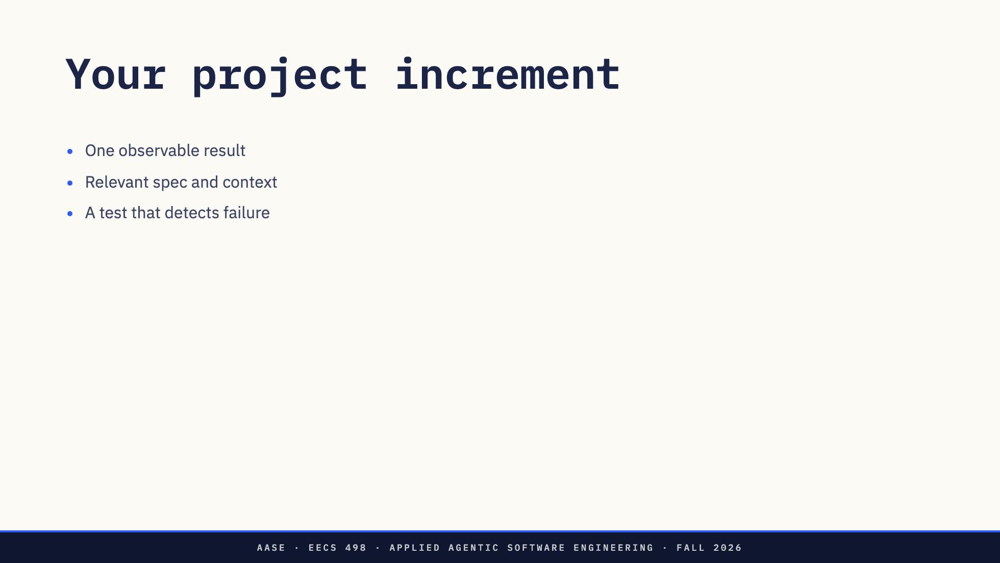 Your project increment
• One observable result
• Relevant spec and context
• A test that detects failure
AASE · EECS 498 · APPLIED AGENTIC SOFTWARE ENGINEERING · FALL 2026